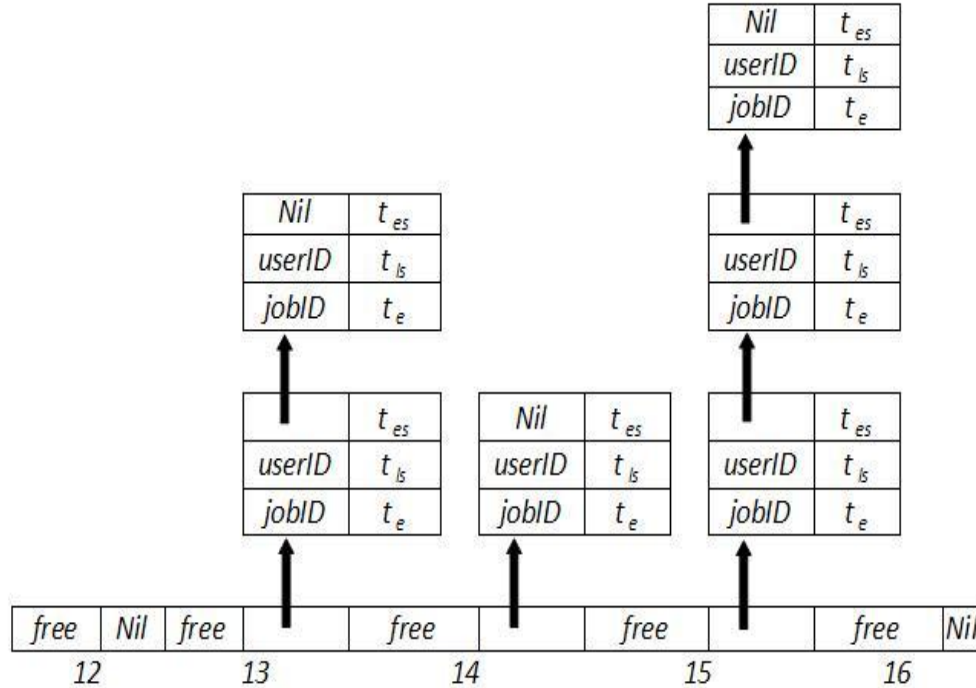 Nil t es
userID t ls
jobID t e
Nil t es
userID t ls
jobID t e
t es
userID t ls
jobID t e
t es
userID t ls
jobID t e
Nil t es
userID t ls
jobID t e
t es
userID t ls
jobID t e
free Nil free free free free Nil
12 13 14 15 16